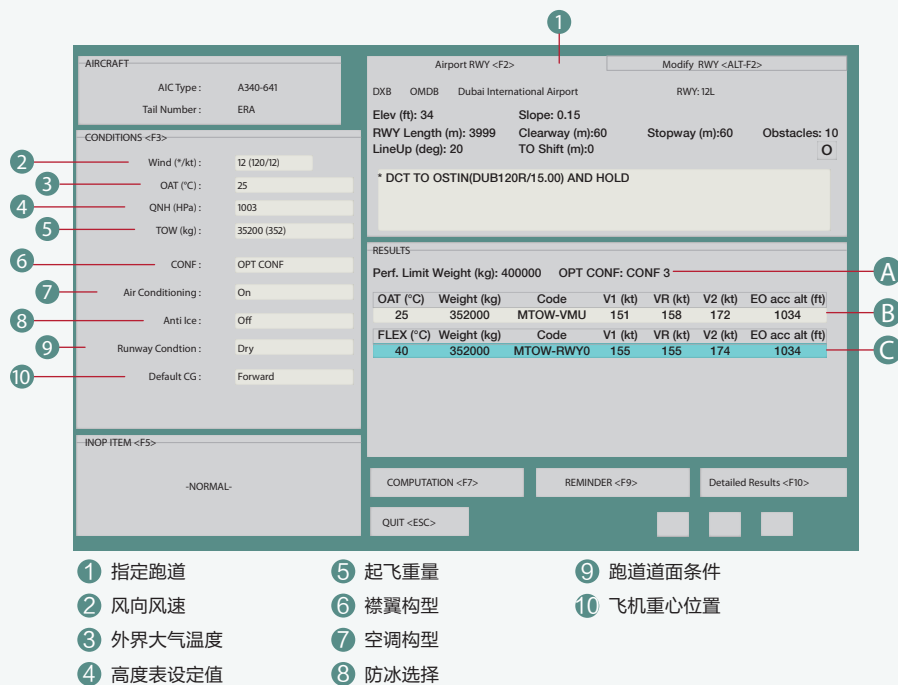 1
AIRCRAFT
AIC Type : A340-641
Tail Number : ERA
CONDITIONS <F3>
2 Wind (*/kt) : 12 (120/12)
3 OAT (°C) : 25
4 QNH (HPa) : 1003
5 TOW (kg) : 35200 (352)
6 CONF : OPT CONF
7 Air Conditioning : On
8 Anti Ice : Off
9 Runway Condtion : Dry
10 Default CG : Forward
INOP ITEM <F5>
-NORMAL-
Airport RWY <F2> Modify RWY <ALT-F2>
DXB OMDB Dubai International Airport RWY: 12L
Elev (ft): 34 Slope: 0.15
RWY Length (m): 3999 Clearway (m):60 Stopway (m):60 Obstacles: 10
LineUp (deg): 20 TO Shift (m):0 O
* DCT TO OSTIN(DUB120R/15.00) AND HOLD
RESULTS
Perf. Limit Weight (kg): 400000 OPT CONF: CONF 3 A
OAT (°C) Weight (kg) Code V1 (kt) VR (kt) V2 (kt) EO acc alt (ft)
25 352000 MTOW-VMU 151 158 172 1034 B
FLEX (°C) Weight (kg) Code V1 (kt) VR (kt) V2 (kt) EO acc alt (ft)
40 352000 MTOW-RWY0 155 155 174 1034 C
COMPUTATION <F7> REMINDER <F9> Detailed Results <F10>
QUIT <ESC>
1 指定跑道
2 风向风速
3 外界大气温度
4 高度表设定值
5 起飞重量
6 襟翼构型
7 空调构型
8 防冰选择
9 跑道道面条件
10 飞机重心位置